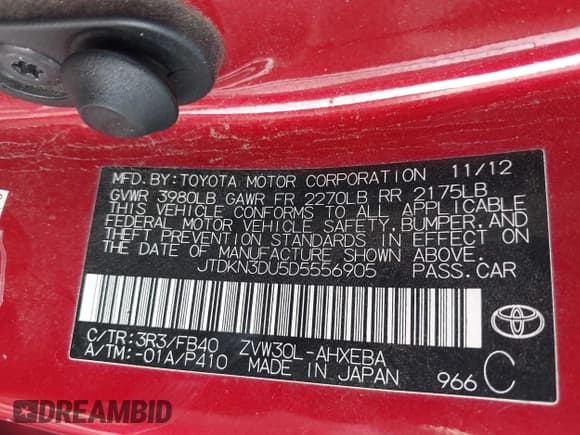 MFD. BY: TOYOTA MOTOR CORPORATION 11/12
GVWR 3980LB GAWR FR 2270LB RR 2175LB
THIS VEHICLE CONFORMS TO ALL APPLICABLE
FEDERAL MOTOR VEHICLE SAFETY, BUMPER, AND
THEFT PREVENTION STANDARDS IN EFFECT ON
THE DATE OF MANUFACTURE SHOWN ABOVE.
JTDKN3DU5D5556905 PASS.CAR
C/TR: 3R3/FB40 ZVW30L-AHXEBA
A/TM: -01A/P410 MADE IN JAPAN
966 C
DREAMBID